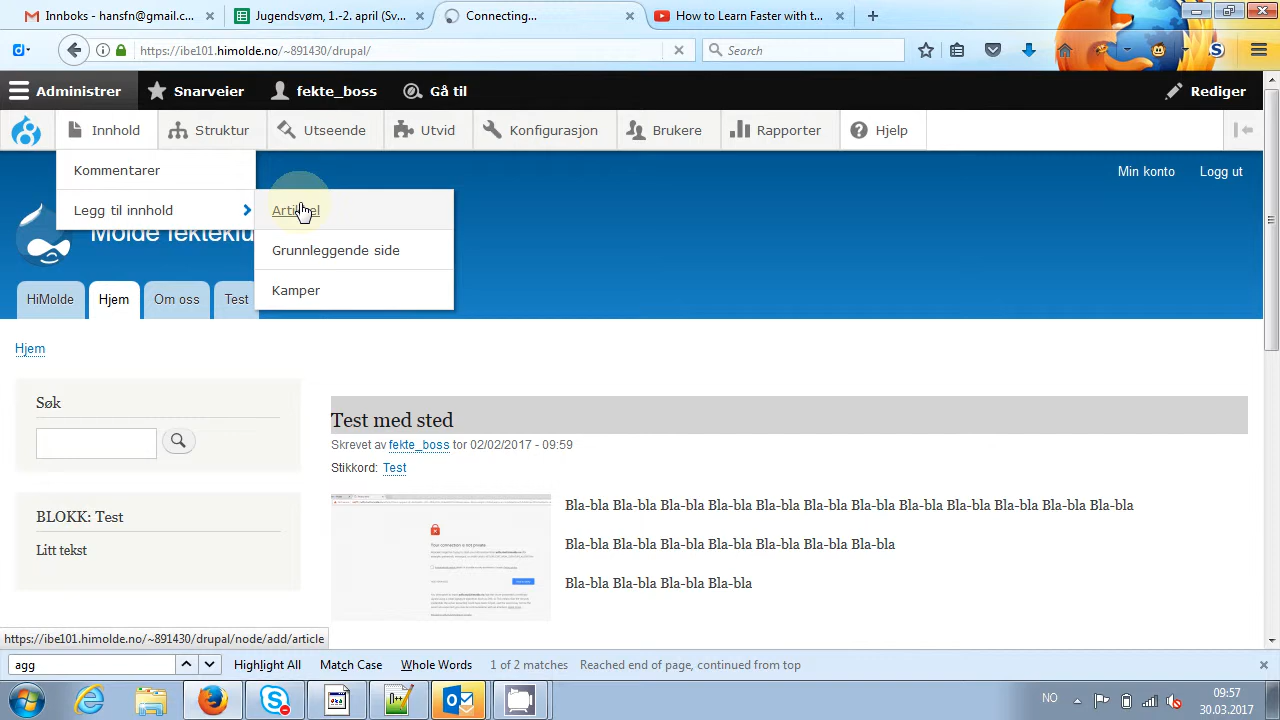 Innboks - hansfn@gmail.c...
Jugendsvøm, 1.-2. april (Sv...
Connecting...
How to Learn Faster with t...
https://ibe101.himolde.no/~891430/drupal/
Search
Administrer
Snarveier
fekte_boss
Gå til
Rediger
Innhold
Struktur
Utseende
Utvid
Konfigurasjon
Brukere
Rapporter
Hjelp
Kommentarer
Min konto
Logg ut
Legg til innhold
Artikkel
Molde fekteklu
Grunnleggende side
Kamper
HiMolde
Hjem
Om oss
Test
Hjem
Søk
Test med sted
Skrevet av fekte_boss tor 02/02/2017 - 09:59
Stikkord: Test
BLOKK: Test
Litt tekst
Your connection is not private.
Bla-bla Bla-bla Bla-bla Bla-bla Bla-bla Bla-bla Bla-bla Bla-bla Bla-bla Bla-bla Bla-bla Bla-bla
Bla-bla Bla-bla Bla-bla Bla-bla Bla-bla Bla-bla Bla-bla
Bla-bla Bla-bla Bla-bla Bla-bla
https://ibe101.himolde.no/~891430/drupal/node/add/article
agg
Highlight All
Match Case
Whole Words
1 of 2 matches
Reached end of page, continued from top
NO
09:57
30.03.2017